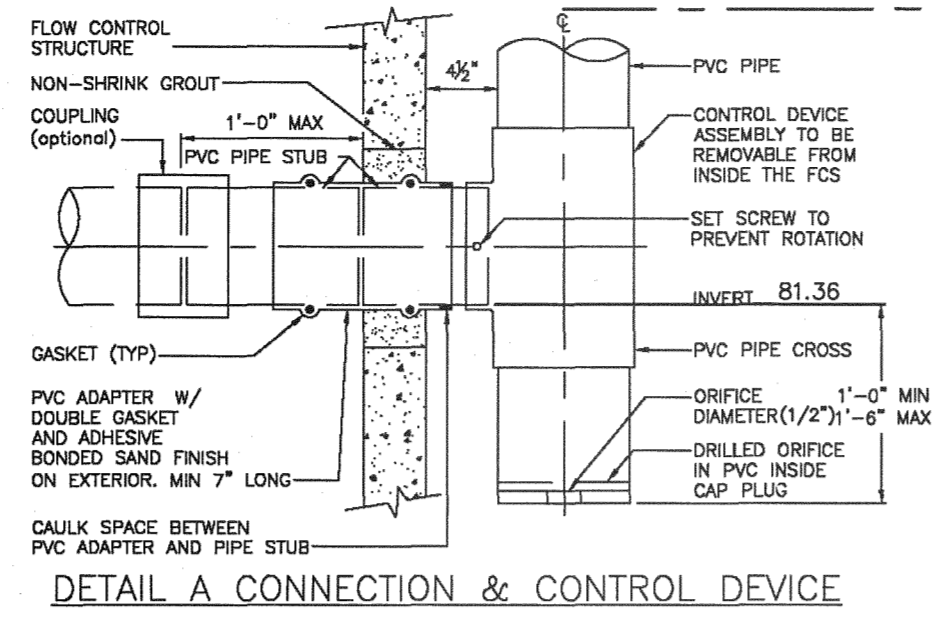 FLOW CONTROL
STRUCTURE
NON-SHRINK GROUT
COUPLING
(optional)
1'-0" MAX
PVC PIPE STUB
4½"
℄
PVC PIPE
CONTROL DEVICE
ASSEMBLY TO BE
REMOVABLE FROM
INSIDE THE FCS
SET SCREW TO
PREVENT ROTATION
INVERT 81.36
GASKET (TYP)
PVC PIPE CROSS
PVC ADAPTER W/
DOUBLE GASKET
AND ADHESIVE
BONDED SAND FINISH
ON EXTERIOR. MIN 7" LONG
ORIFICE 1'-0" MIN
DIAMETER(1/2") 1'-6" MAX
DRILLED ORIFICE
IN PVC INSIDE
CAP PLUG
CAULK SPACE BETWEEN
PVC ADAPTER AND PIPE STUB
DETAIL A CONNECTION & CONTROL DEVICE